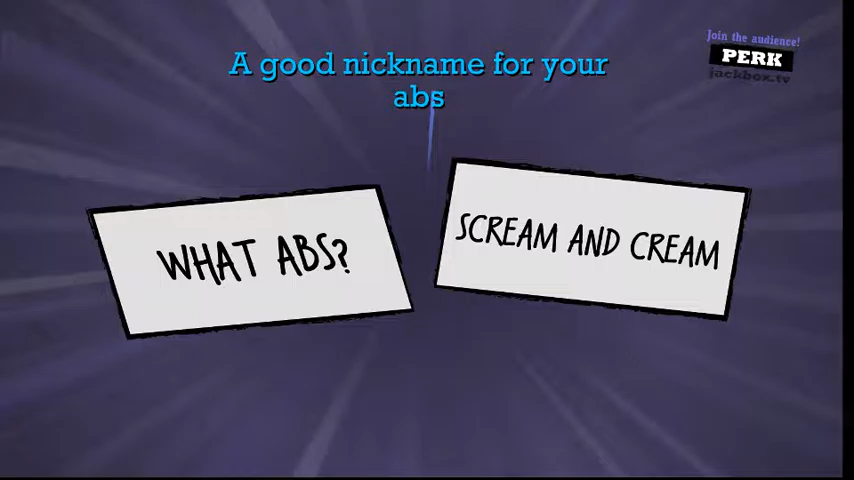 Join the audience!
PERK
jackbox.tv
A good nickname for your
abs
WHAT ABS?
SCREAM AND CREAM